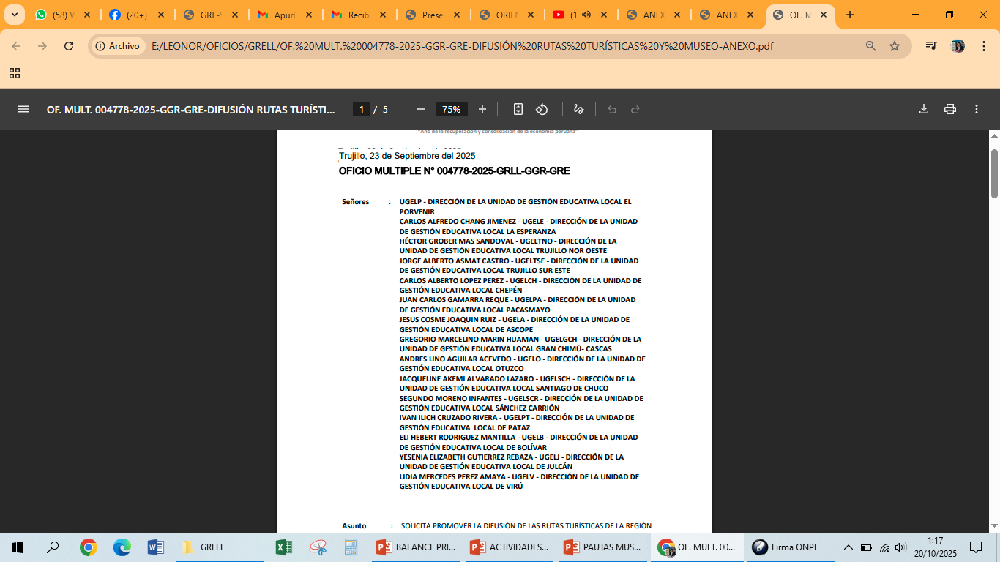 (58) W
(20+)
GRE-S
Apurí
Recib
Prese
ORIEN
(1
ANEX
ANEX
OF. M
Archivo
E:/LEONOR/OFICIOS/GRELL/OF.%20MULT.%20004778-2025-GGR-GRE-DIFUSIÓN%20RUTAS%20TURÍSTICAS%20Y%20MUSEO-ANEXO.pdf
OF. MULT. 004778-2025-GGR-GRE-DIFUSIÓN RUTAS TURÍSTI...
1 / 5
75%
"Año de la recuperación y consolidación de la economía peruana"
Trujillo, 23 de Septiembre del 2025
OFICIO MULTIPLE N° 004778-2025-GRLL-GGR-GRE
Señores : UGELP - DIRECCIÓN DE LA UNIDAD DE GESTIÓN EDUCATIVA LOCAL EL
PORVENIR
CARLOS ALFREDO CHANG JIMENEZ - UGELE - DIRECCIÓN DE LA UNIDAD
DE GESTIÓN EDUCATIVA LOCAL LA ESPERANZA
HÉCTOR GROBER MAS SANDOVAL - UGELTNO - DIRECCIÓN DE LA
UNIDAD DE GESTIÓN EDUCATIVA LOCAL TRUJILLO NOR OESTE
JORGE ALBERTO ASMAT CASTRO - UGELTSE - DIRECCIÓN DE LA UNIDAD
DE GESTIÓN EDUCATIVA LOCAL TRUJILLO SUR ESTE
CARLOS ALBERTO LOPEZ PEREZ - UGELCH - DIRECCIÓN DE LA UNIDAD DE
GESTIÓN EDUCATIVA LOCAL CHEPÉN
JUAN CARLOS GAMARRA REQUE - UGELPA - DIRECCIÓN DE LA UNIDAD
DE GESTIÓN EDUCATIVA LOCAL PACASMAYO
JESUS COSME JOAQUIN RUIZ - UGELA - DIRECCIÓN DE LA UNIDAD DE
GESTIÓN EDUCATIVA LOCAL DE ASCOPE
GREGORIO MARCELINO MARIN HUAMAN - UGELGCH - DIRECCIÓN DE LA
UNIDAD DE GESTIÓN EDUCATIVA LOCAL GRAN CHIMÚ- CASCAS
ANDRES LINO AGUILAR ACEVEDO - UGELO - DIRECCIÓN DE LA UNIDAD DE
GESTIÓN EDUCATIVA LOCAL OTUZCO
JACQUELINE AKEMI ALVARADO LAZARO - UGELSCH - DIRECCIÓN DE LA
UNIDAD DE GESTIÓN EDUCATIVA LOCAL SANTIAGO DE CHUCO
SEGUNDO MORENO INFANTES - UGELSCR - DIRECCIÓN DE LA UNIDAD DE
GESTIÓN EDUCATIVA LOCAL SÁNCHEZ CARRIÓN
IVAN ILICH CRUZADO RIVERA - UGELPT - DIRECCIÓN DE LA UNIDAD DE
GESTIÓN EDUCATIVA LOCAL DE PATAZ
ELI HEBERT RODRIGUEZ MANTILLA - UGELB - DIRECCIÓN DE LA UNIDAD
DE GESTIÓN EDUCATIVA LOCAL DE BOLÍVAR
YESENIA ELIZABETH GUTIERREZ REBAZA - UGELJ - DIRECCIÓN DE LA
UNIDAD DE GESTIÓN EDUCATIVA LOCAL DE JULCÁN
LIDIA MERCEDES PEREZ AMAYA - UGELV - DIRECCIÓN DE LA UNIDAD DE
GESTIÓN EDUCATIVA LOCAL DE VIRÚ
Asunto : SOLICITA PROMOVER LA DIFUSIÓN DE LAS RUTAS TURÍSTICAS DE LA REGIÓN
GRELL
BALANCE PRI...
ACTIVIDADES...
PAUTAS MUS...
OF. MULT. 00...
Firma ONPE
1:17
20/10/2025